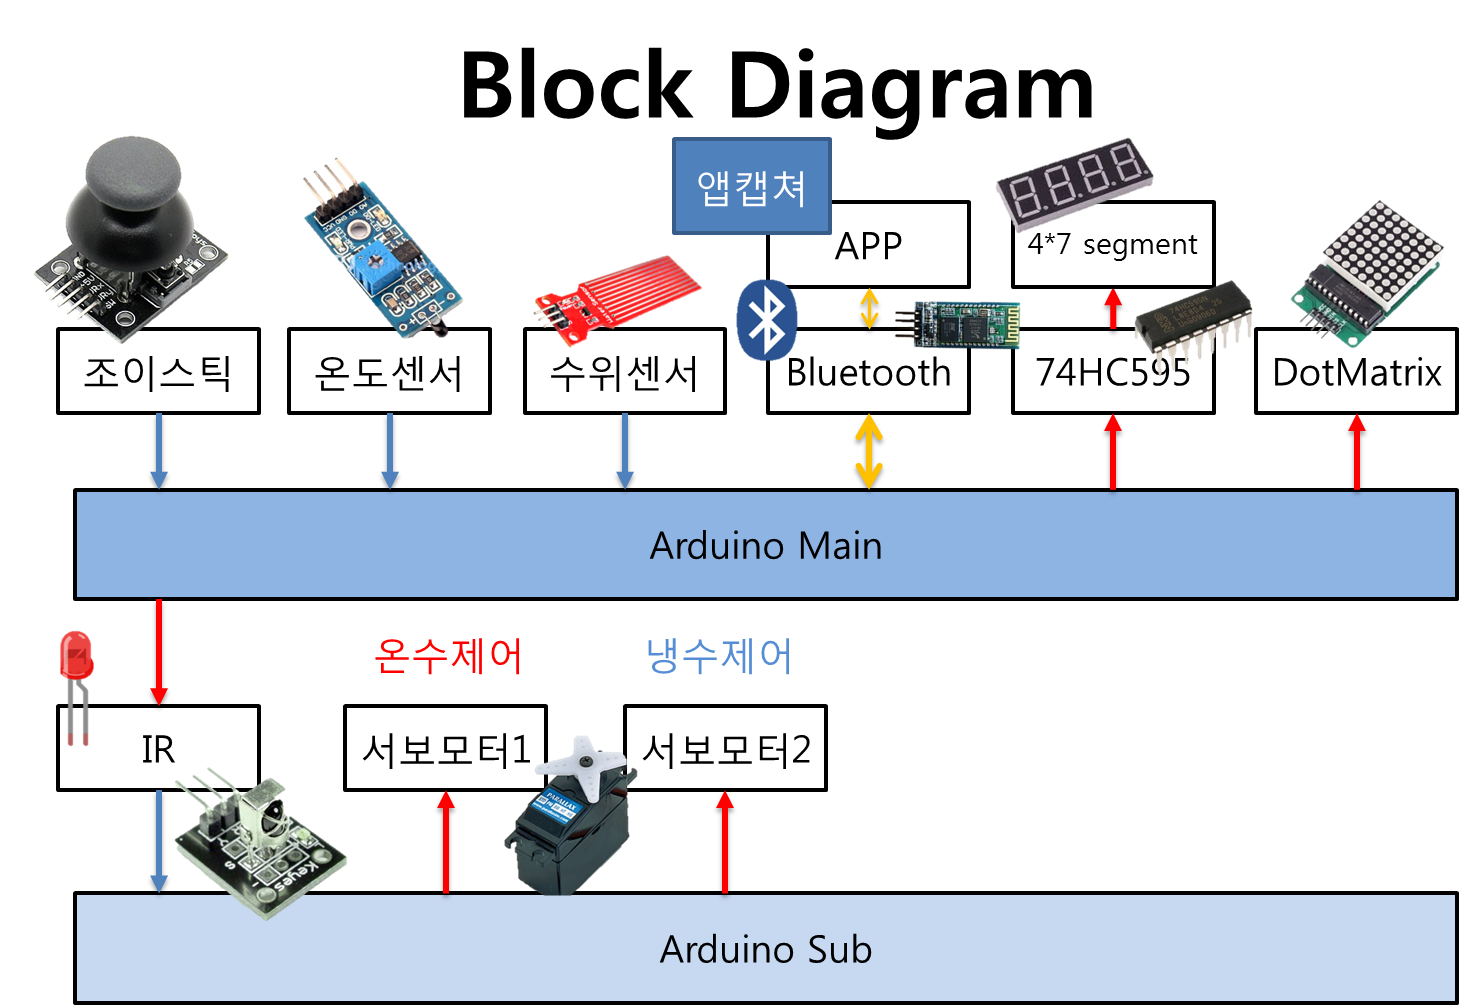 Block Diagram
앱캡쳐
APP
4*7 segment
조이스틱
온도센서
수위센서
Bluetooth
74HC595
DotMatrix
Arduino Main
온수제어
냉수제어
IR
서보모터1
서보모터2
PARALLAX
Keyes
S
Arduino Sub